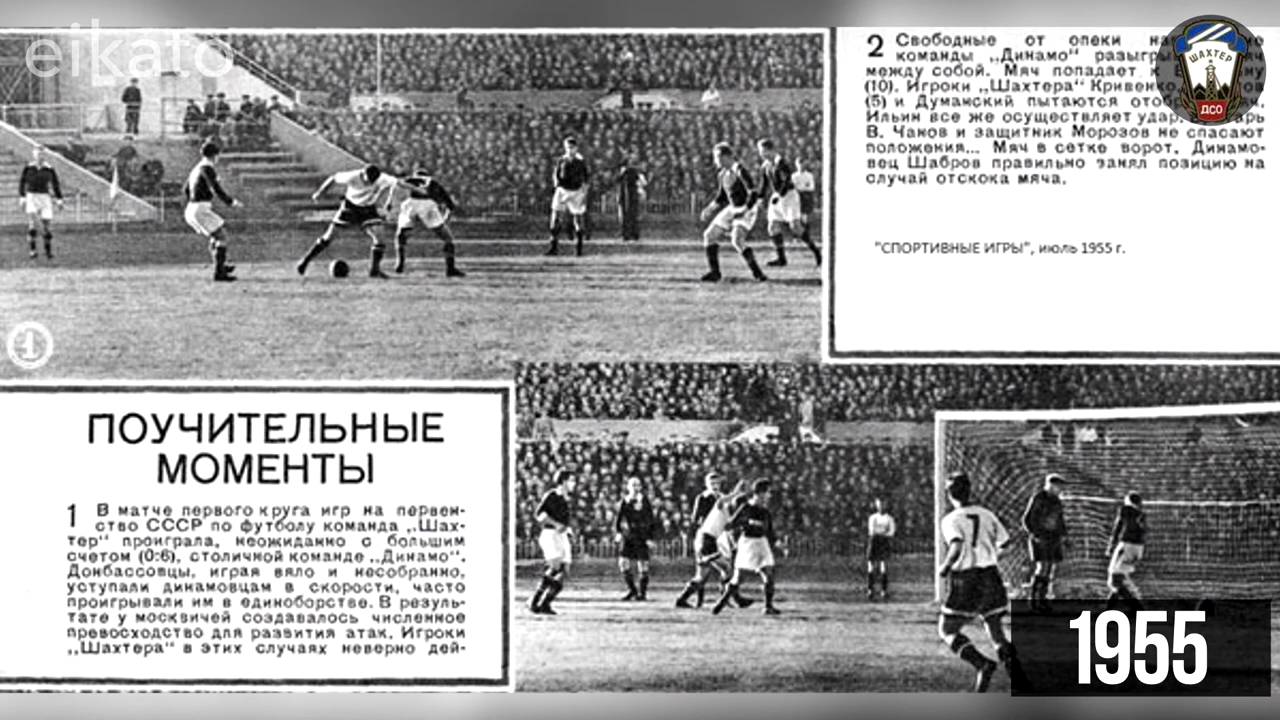 eikato
2 Свободные от опеки
команды „Динамо" разыгры
между собой. Мяч попадает к
(10). Игроки „Шахтера" Кривенко,
(5) и Думанский пытаются отоб
Ильин все же осуществляет удар.
В. Чанов и защитник Морозов не спасают
положения... Мяч в сетке ворот. Динамо-
вец Шабров правильно занял позицию на
случай отскока мяча.
"СПОРТИВНЫЕ ИГРЫ", июль 1955 г.
ШАХТЕР
ДСО
1
ПОУЧИТЕЛЬНЫЕ
МОМЕНТЫ
1 В матче первого круга игр на первен-
ство СССР по футболу команда „Шах-
тер" проиграла, неожиданно с большим
счетом (0:6), столичной команде „Динамо".
Донбассовцы, играя вяло и несобранно,
уступали динамовцам в скорости, часто
проигрывали им в единоборстве. В резуль-
тате у москвичей создавалось численное
превосходство для развития атак. Игроки
„Шахтера" в этих случаях неверно дей-
7
1955